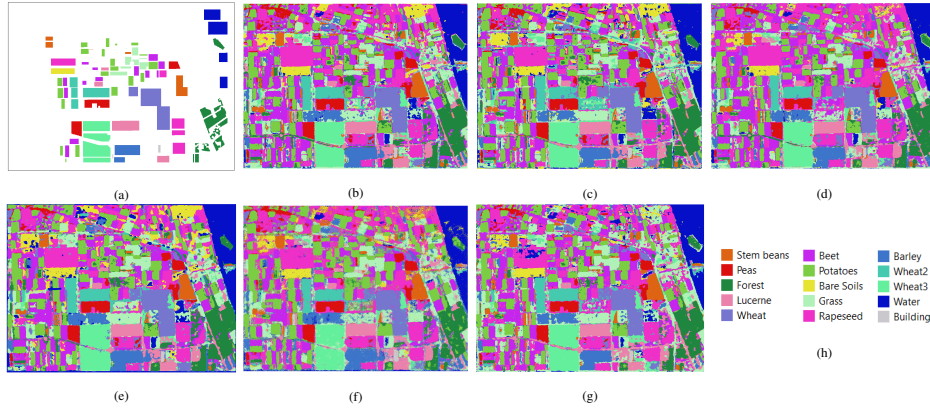 (a)
(b)
(c)
(d)
Stem beans
Peas
Forest
Lucerne
Wheat
Beet
Potatoes
Bare Soils
Grass
Rapeseed
Barley
Wheat2
Wheat3
Water
Building
(h)
(e)
(f)
(g)